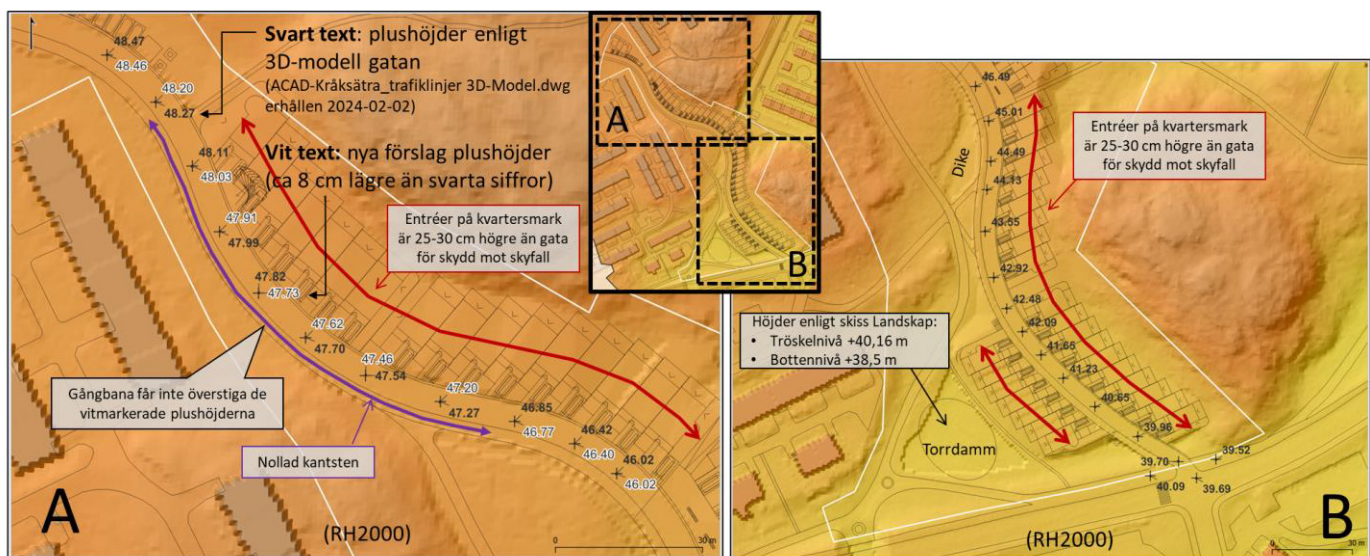 Svart text: plushöjder enligt
3D-modell gatan
(ACAD-Kråksätra_trafiklinjer 3D-Model.dwg
erhållen 2024-02-02)
Vit text: nya förslag plushöjder
(ca 8 cm lägre än svarta siffror)
Entréer på kvartersmark
är 25-30 cm högre än gata
för skydd mot skyfall
Gångbana får inte överstiga de
vitmarkerade plushöjderna
Nollad kantsten
48.47
48.46
48.20
48.27
48.11
48.03
47.91
47.99
47.82
47.73
47.62
47.70
47.46
47.54
47.20
47.27
46.85
46.77
46.42
46.40
46.02
46.02
A
(RH2000)
0
30 m
A
B
46.49
45.01
Dike
44.49
44.13
43.55
42.92
42.48
42.09
41.65
41.23
40.65
39.96
39.70
39.52
40.09
39.69
Entréer på kvartersmark
är 25-30 cm högre än gata
för skydd mot skyfall
Höjder enligt skiss Landskap:
• Tröskelnivå +40,16 m
• Bottennivå +38,5 m
Torrdamm
(RH2000)
B
0
30 m